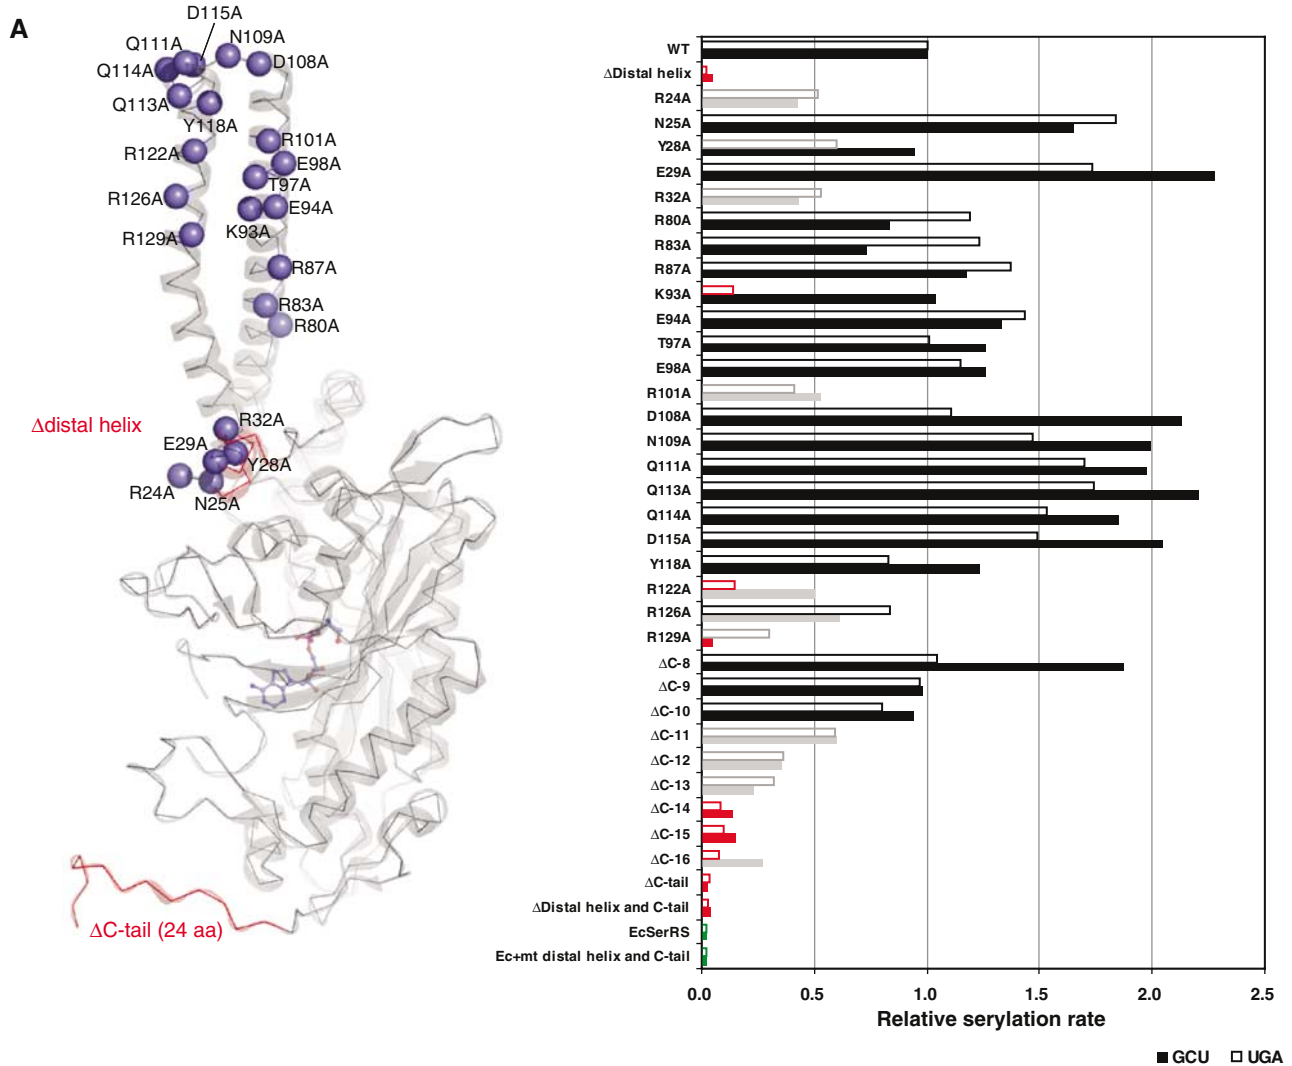 A
D115A
Q111A
N109A
Q114A
D108A
Q113A
Y118A
R122A
R101A
E98A
T97A
R126A
E94A
K93A
R129A
R87A
R83A
R80A
Δdistal helix
R32A
E29A
Y28A
R24A
N25A
ΔC-tail (24 aa)
WT
ΔDistal helix
R24A
N25A
Y28A
E29A
R32A
R80A
R83A
R87A
K93A
E94A
T97A
E98A
R101A
D108A
N109A
Q111A
Q113A
Q114A
D115A
Y118A
R122A
R126A
R129A
ΔC-8
ΔC-9
ΔC-10
ΔC-11
ΔC-12
ΔC-13
ΔC-14
ΔC-15
ΔC-16
ΔC-tail
ΔDistal helix and C-tail
EcSerRS
Ec+mt distal helix and C-tail
0.0 0.5 1.0 1.5 2.0 2.5
Relative serylation rate
GCU UGA